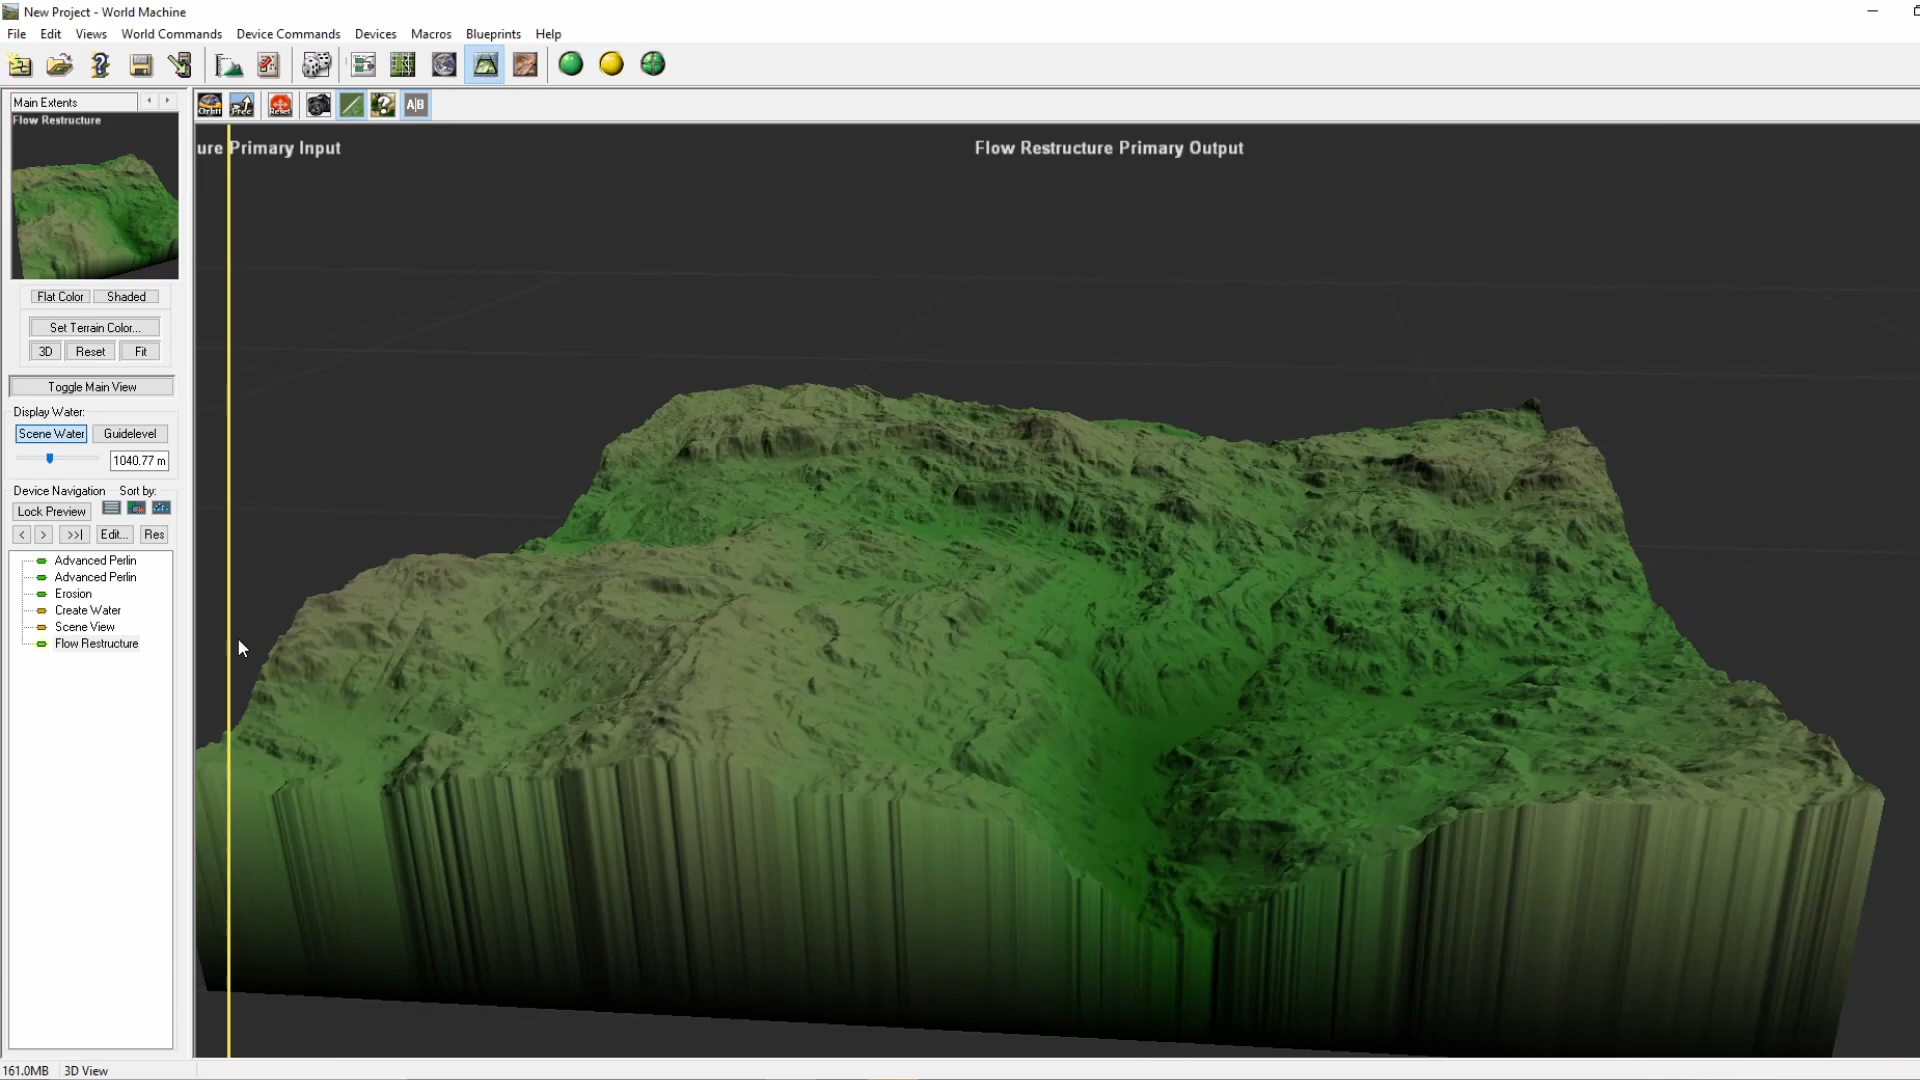 New Project - World Machine
File Edit Views World Commands Device Commands Devices Macros Blueprints Help
Orbit Free Reset A|B
Main Extents
Flow Restructure
ure Primary Input
Flow Restructure Primary Output
Flat Color Shaded
Set Terrain Color...
3D Reset Fit
Toggle Main View
Display Water:
Scene Water Guidelevel
1040.77 m
Device Navigation Sort by:
Lock Preview
< > >>| Edit... Res
Advanced Perlin
Advanced Perlin
Erosion
Create Water
Scene View
Flow Restructure
161.0MB 3D View